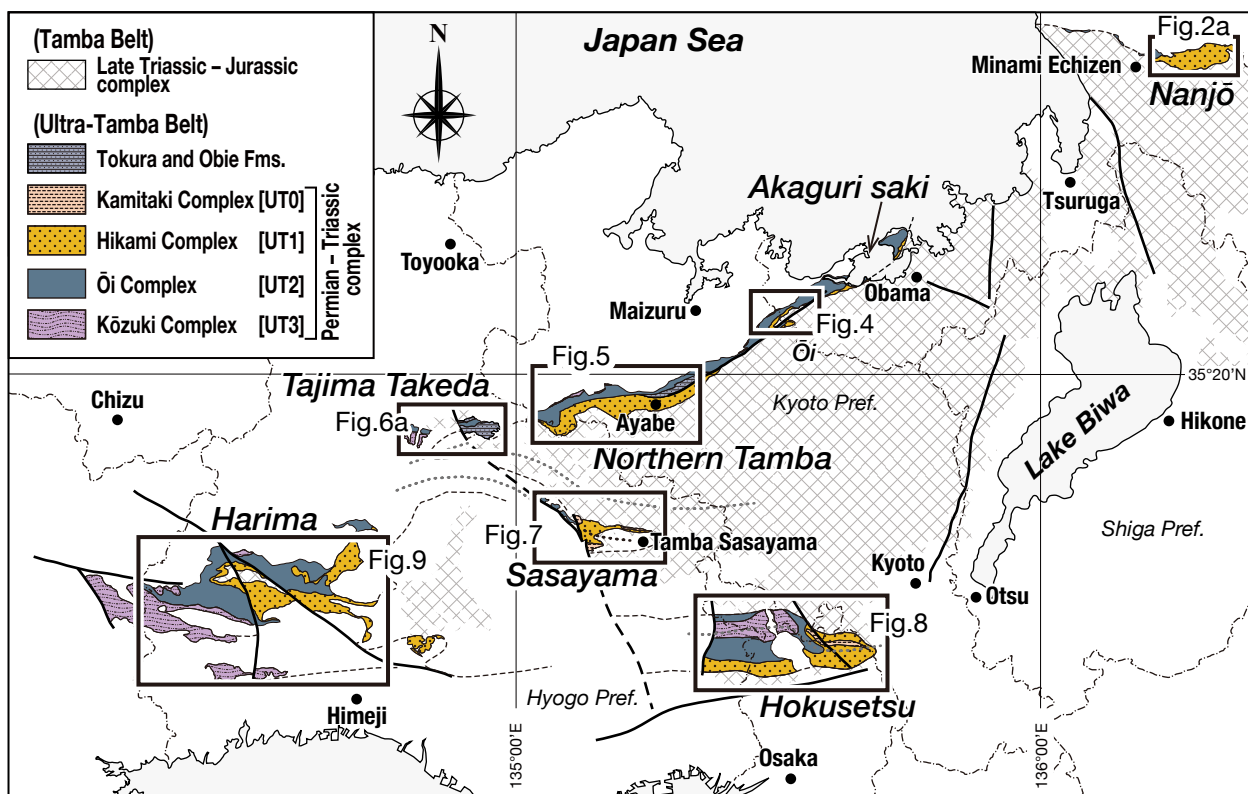 (Tamba Belt)
Late Triassic – Jurassic
complex
(Ultra-Tamba Belt)
Tokura and Obie Fms.
Kamitaki Complex [UT0]
Hikami Complex [UT1]
Ōi Complex [UT2]
Kōzuki Complex [UT3]
Permian – Triassic
complex
N
Japan Sea
Fig.2a
Minami Echizen
Nanjō
Akaguri saki
Tsuruga
Toyooka
Obama
Maizuru
Fig.4
Ōi
Fig.5
35°20'N
Tajima Takeda
Chizu
Kyoto Pref.
Lake Biwa
Hikone
Fig.6a
Ayabe
Northern Tamba
Harima
Shiga Pref.
Fig.7
Tamba Sasayama
Fig.9
Sasayama
Kyoto
Otsu
Fig.8
Hyogo Pref.
Hokusetsu
Himeji
Osaka
135°00'E
136°00'E